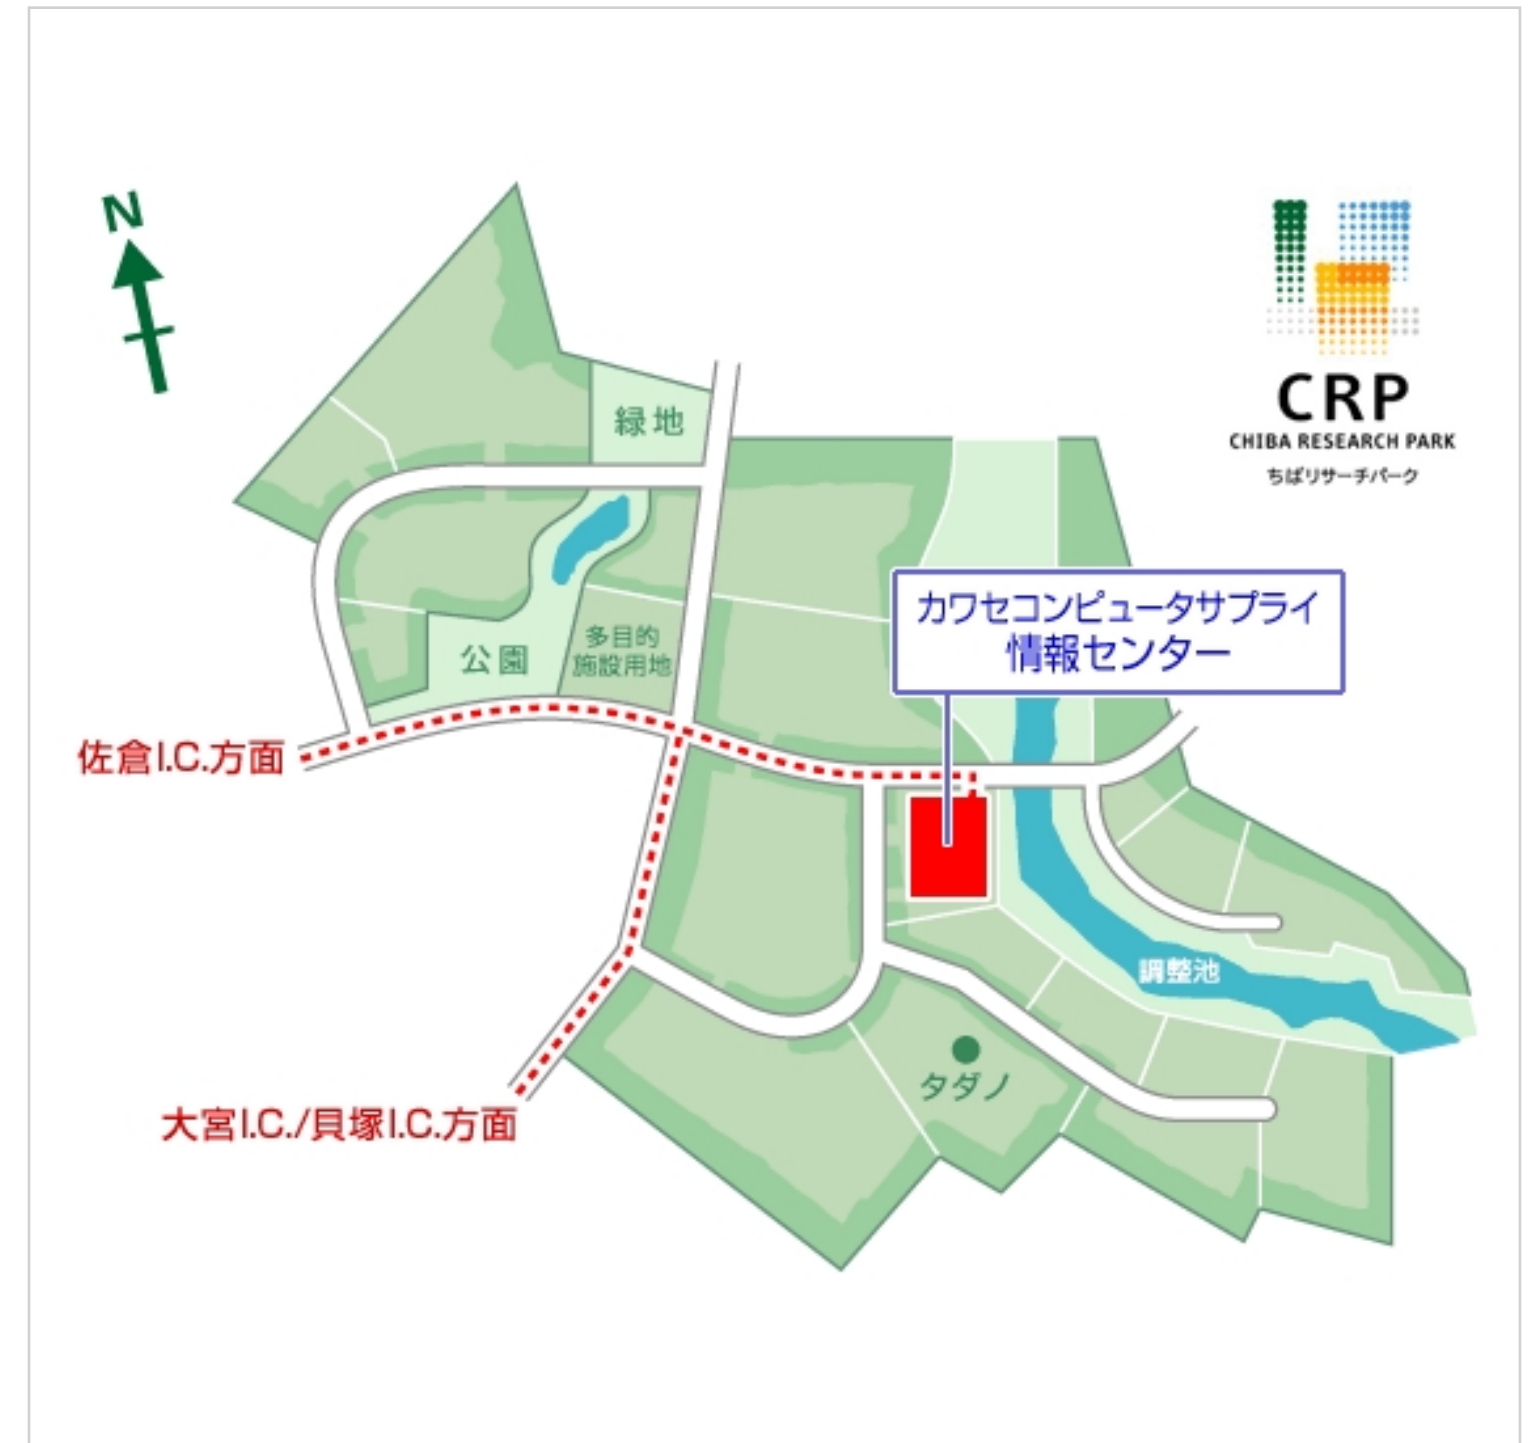 N
CRP
CHIBA RESEARCH PARK
ちばリサーチパーク
緑地
カワセコンピュータサプライ
情報センター
公園
多目的
施設用地
佐倉I.C.方面
調整池
タダノ
大宮I.C./貝塚I.C.方面